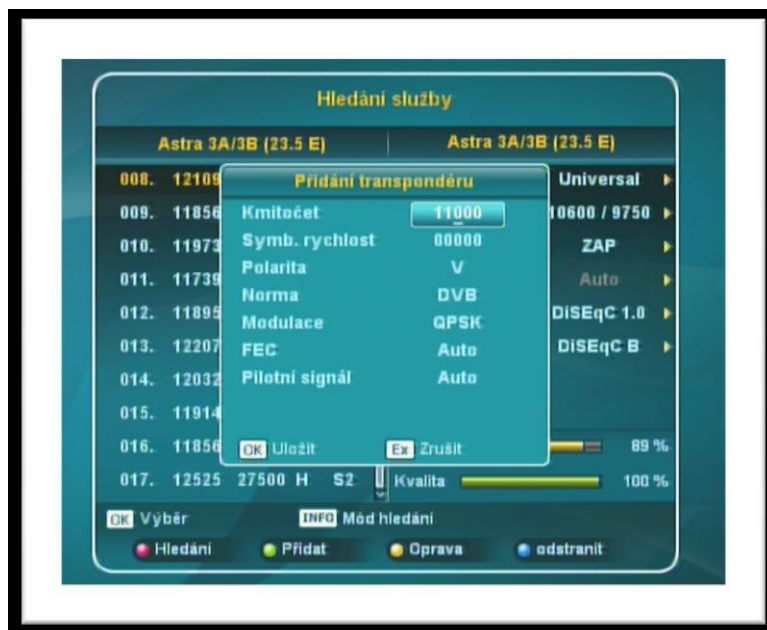 Hledání služby
Astra 3A/3B (23.5 E) Astra 3A/3B (23.5 E)
008. 12109 Universal
009. 11856 10600 / 9750
010. 11973 ZAP
011. 11739 Auto
012. 11895 DiSEqC 1.0
013. 12207 DiSEqC B
014. 12032
015. 11914
016. 11856 89 %
017. 12525 27500 H S2 Kvalita 100 %
Přidání transpondéru
Kmitočet 11000
Symb. rychlost 00000
Polarita V
Norma DVB
Modulace QPSK
FEC Auto
Pilotní signál Auto
OK Uložit Ex Zrušit
OK Výběr INFO Mód hledání
Hledání Přidat Oprava odstranit